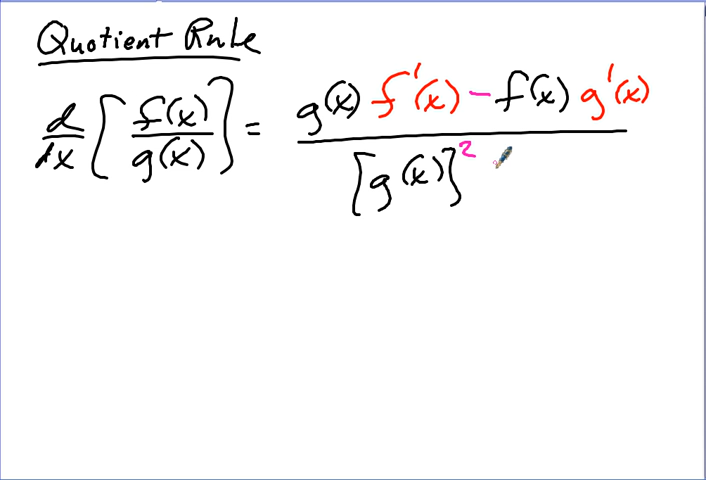 Quotient Rule
d/dx [f(x)/g(x)] = g(x) f'(x) - f(x) g'(x) / [g(x)]²